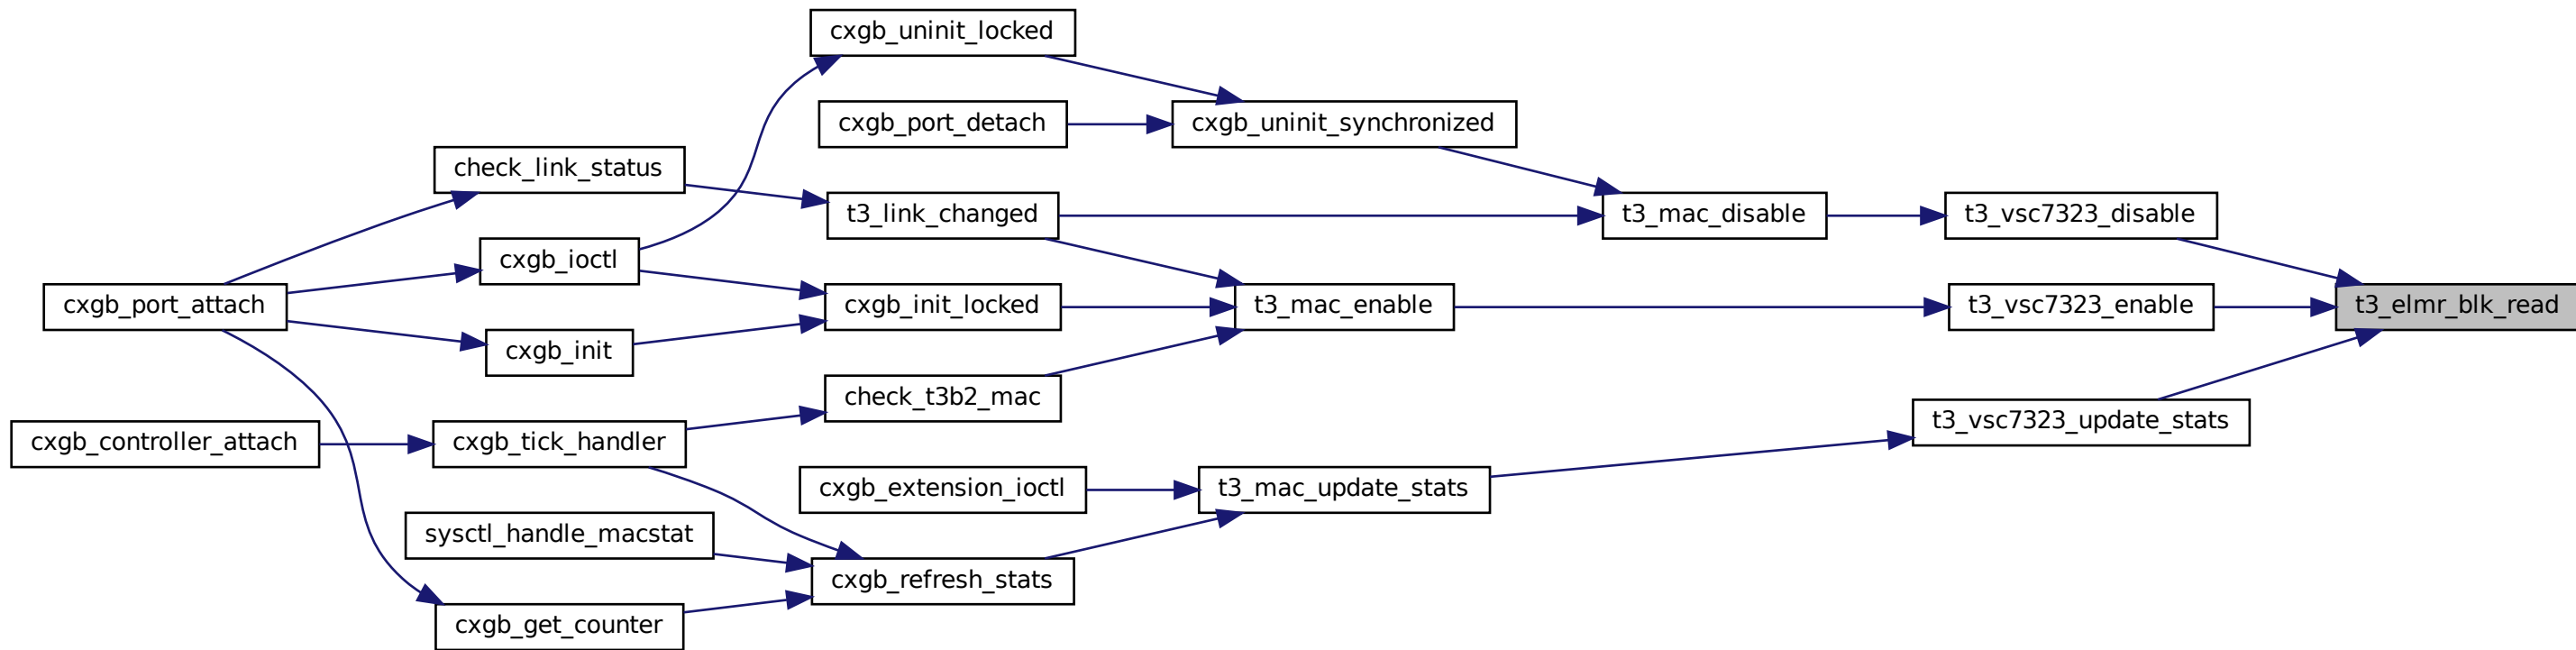 cxgb_uninit_locked
cxgb_port_detach
cxgb_uninit_synchronized
check_link_status
t3_link_changed
t3_mac_disable
t3_vsc7323_disable
cxgb_ioctl
cxgb_port_attach
cxgb_init_locked
t3_mac_enable
t3_vsc7323_enable
t3_elmr_blk_read
cxgb_init
check_t3b2_mac
t3_vsc7323_update_stats
cxgb_controller_attach
cxgb_tick_handler
cxgb_extension_ioctl
t3_mac_update_stats
sysctl_handle_macstat
cxgb_refresh_stats
cxgb_get_counter